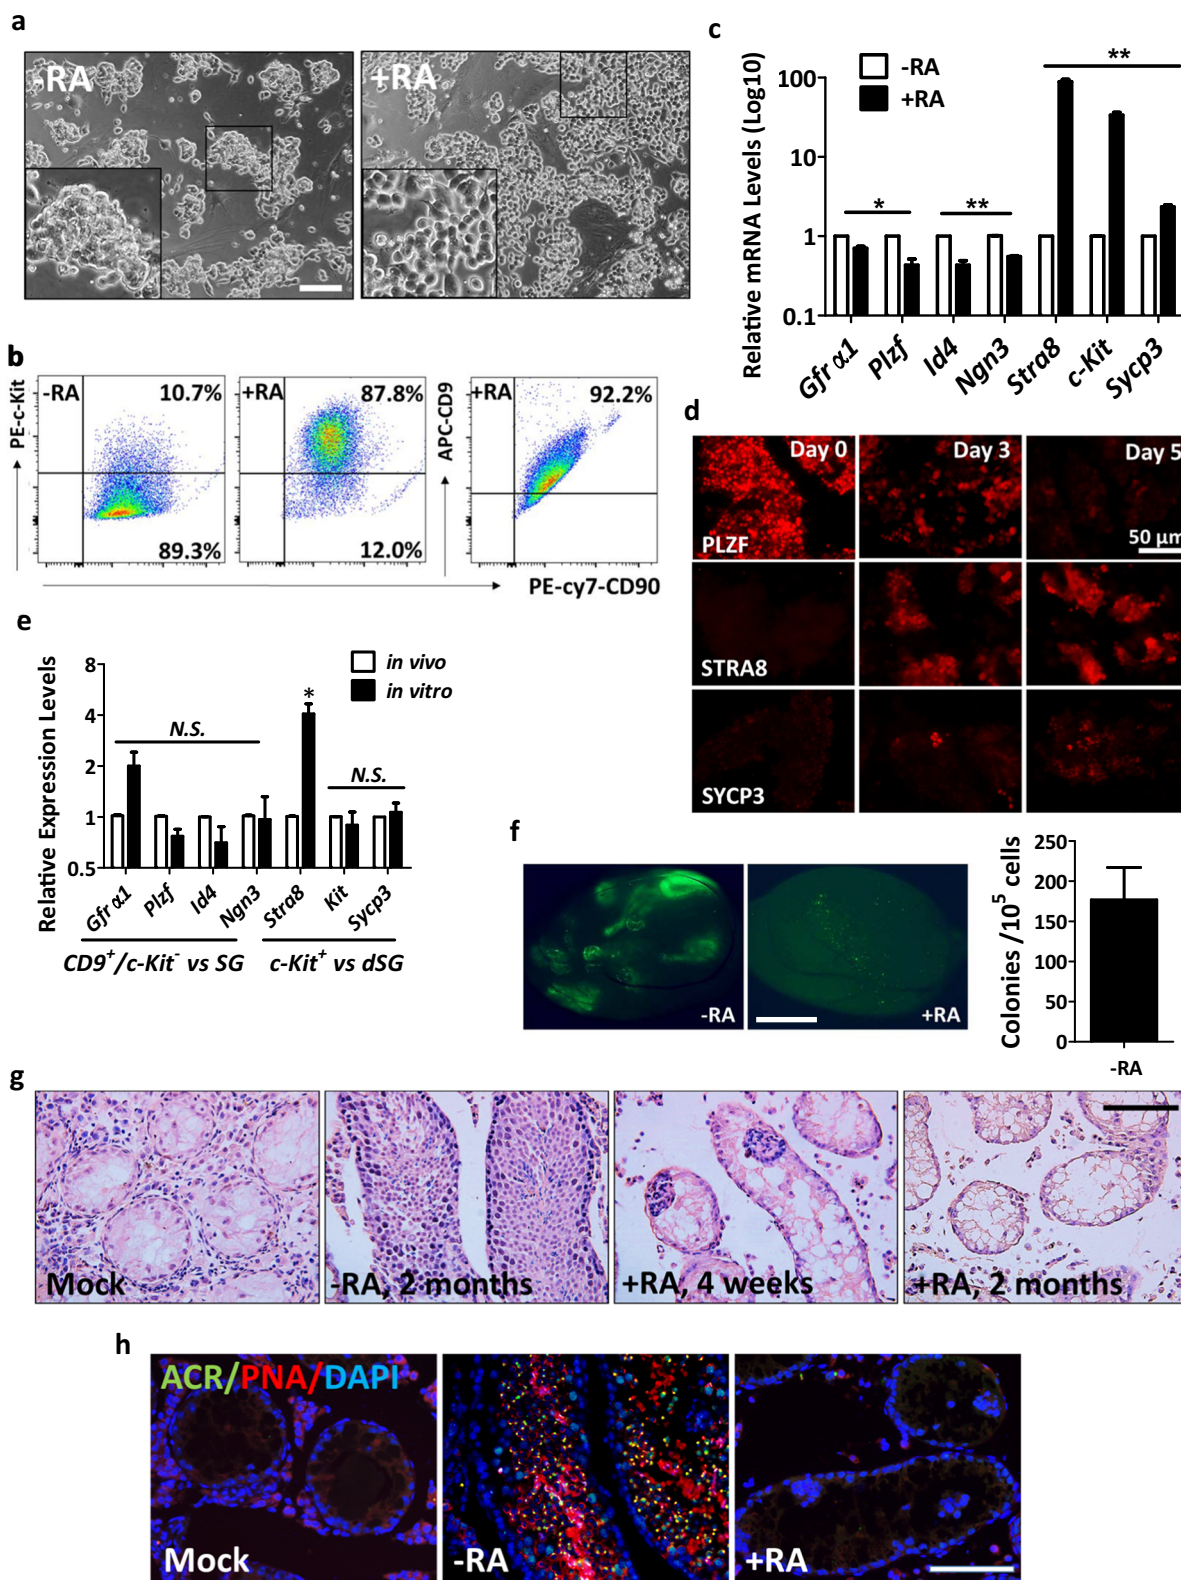 a
-RA
+RA
c
-RA
+RA
**
*
**
Relative mRNA Levels (Log10)
100
10
1
0.1
Gfr α1
Plzf
Id4
Ngn3
Stra8
c-Kit
Sycp3
b
PE-c-Kit
-RA
10.7%
89.3%
+RA
87.8%
12.0%
APC-CD9
+RA
92.2%
PE-cy7-CD90
d
Day 0
Day 3
Day 5
PLZF
50 μm
STRA8
SYCP3
e
in vivo
in vitro
Relative Expression Levels
8
4
2
1
0.5
N.S.
*
N.S.
Gfr α1
Plzf
Id4
Ngn3
Stra8
Kit
Sycp3
CD9⁺/c-Kit⁻ vs SG
c-Kit⁺ vs dSG
f
-RA
+RA
Colonies /10⁵ cells
250
200
150
100
50
0
-RA
g
Mock
-RA, 2 months
+RA, 4 weeks
+RA, 2 months
h
ACR/PNA/DAPI
Mock
-RA
+RA